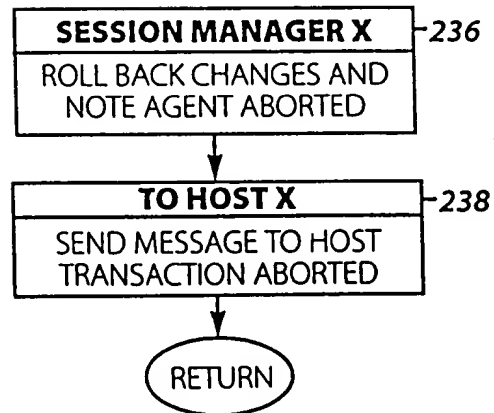 SESSION MANAGER X
236
ROLL BACK CHANGES AND
NOTE AGENT ABORTED
TO HOST X
238
SEND MESSAGE TO HOST
TRANSACTION ABORTED
RETURN